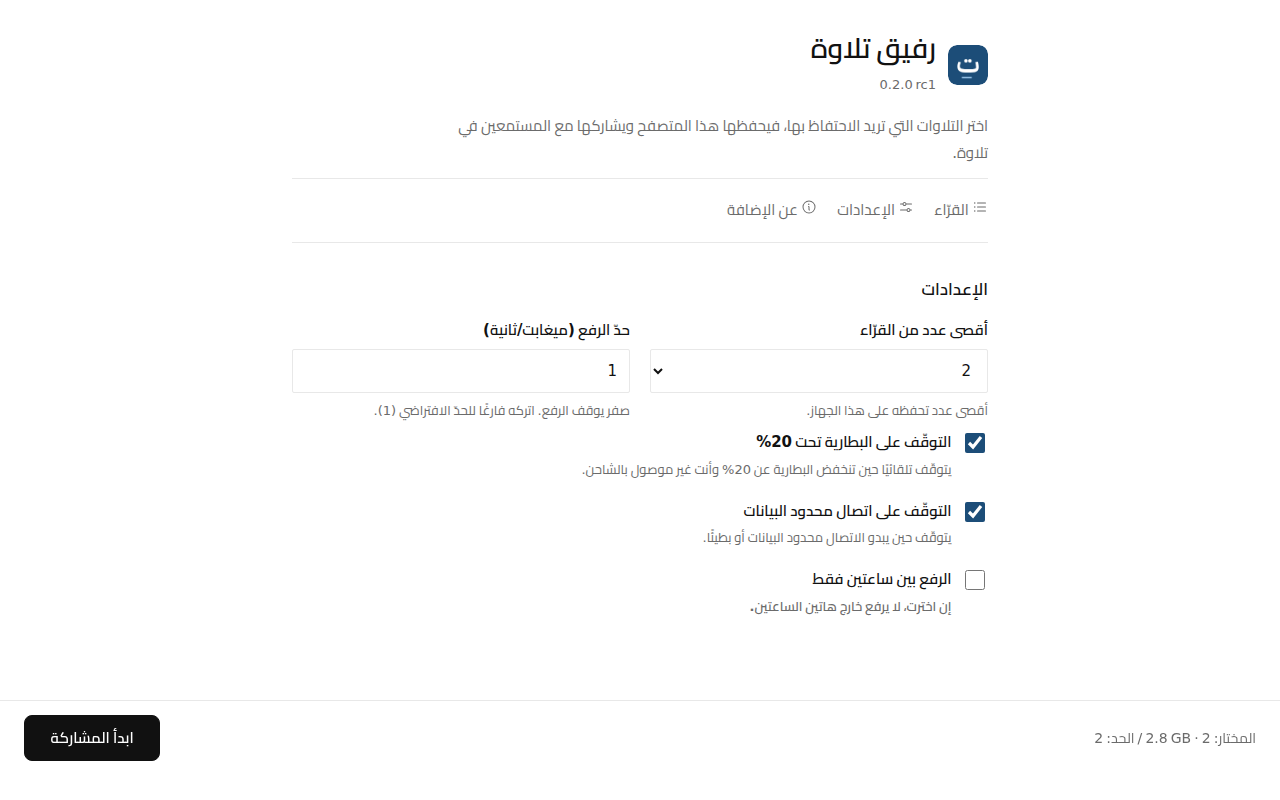 ت
رفيق تلاوة
0.2.0 rc1
اختر التلاوات التي تريد الاحتفاظ بها، فيحفظها هذا المتصفح ويشاركها مع المستمعين في
تلاوة.
القرّاء
الإعدادات
عن الإضافة
الإعدادات
أقصى عدد من القرّاء
2
أقصى عدد تحفظه على هذا الجهاز.
حدّ الرفع (ميغابت/ثانية)
1
صفر يوقف الرفع. اتركه فارغًا للحدّ الافتراضي (1).
التوقّف على البطارية تحت 20%
يتوقّف تلقائيًا حين تنخفض البطارية عن 20% وأنت غير موصول بالشاحن.
التوقّف على اتصال محدود البيانات
يتوقّف حين يبدو الاتصال محدود البيانات أو بطيئًا.
الرفع بين ساعتين فقط
إن اخترت، لا يرفع خارج هاتين الساعتين.
المختار: 2 · 2.8 GB / الحد: 2
ابدأ المشاركة